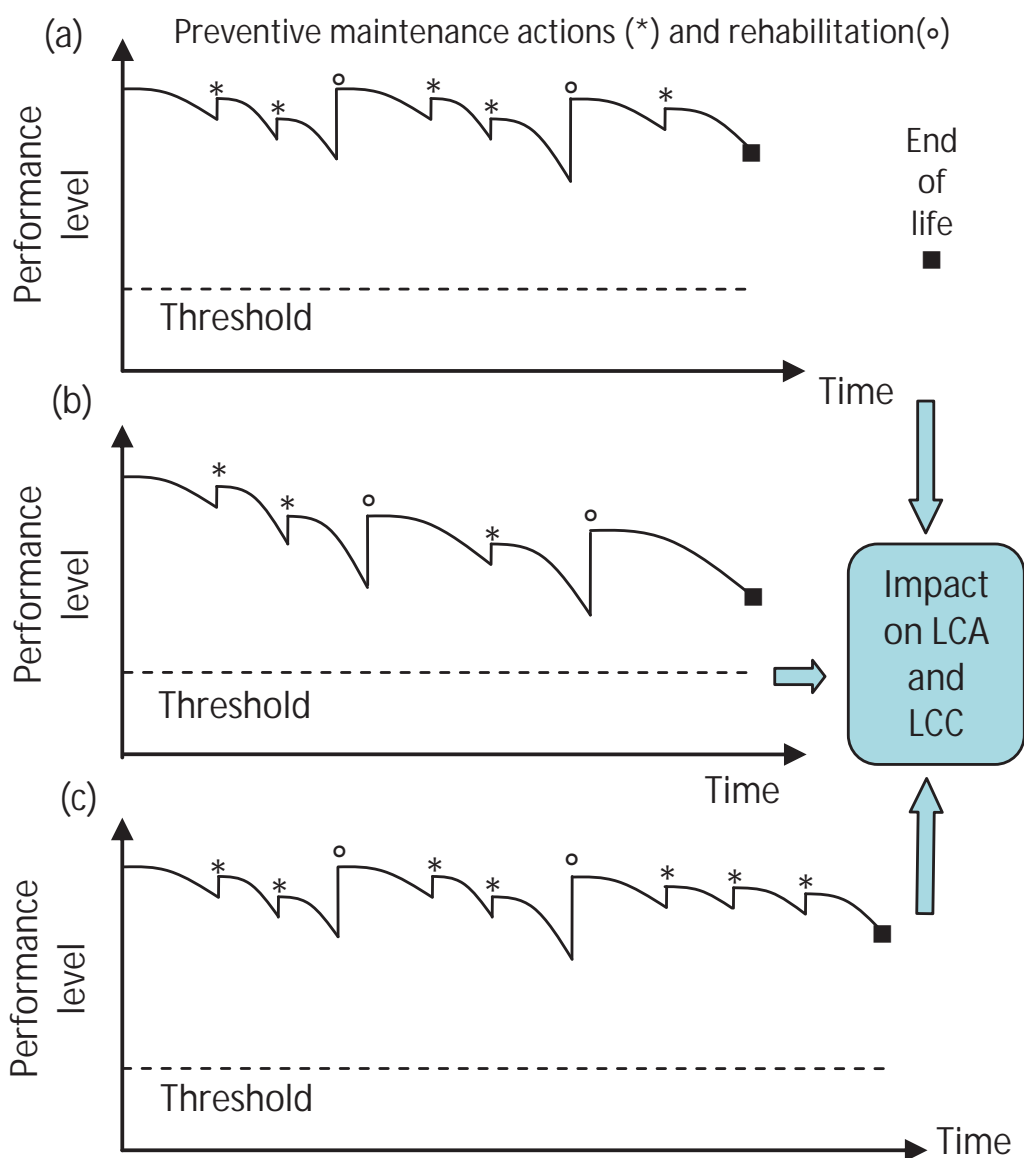 (a)
Preventive maintenance actions (*) and rehabilitation(o)
Performance
level
Threshold
Time
End
of
life
(b)
Performance
level
Threshold
Time
Impact
on LCA
and
LCC
(c)
Performance
level
Threshold
Time